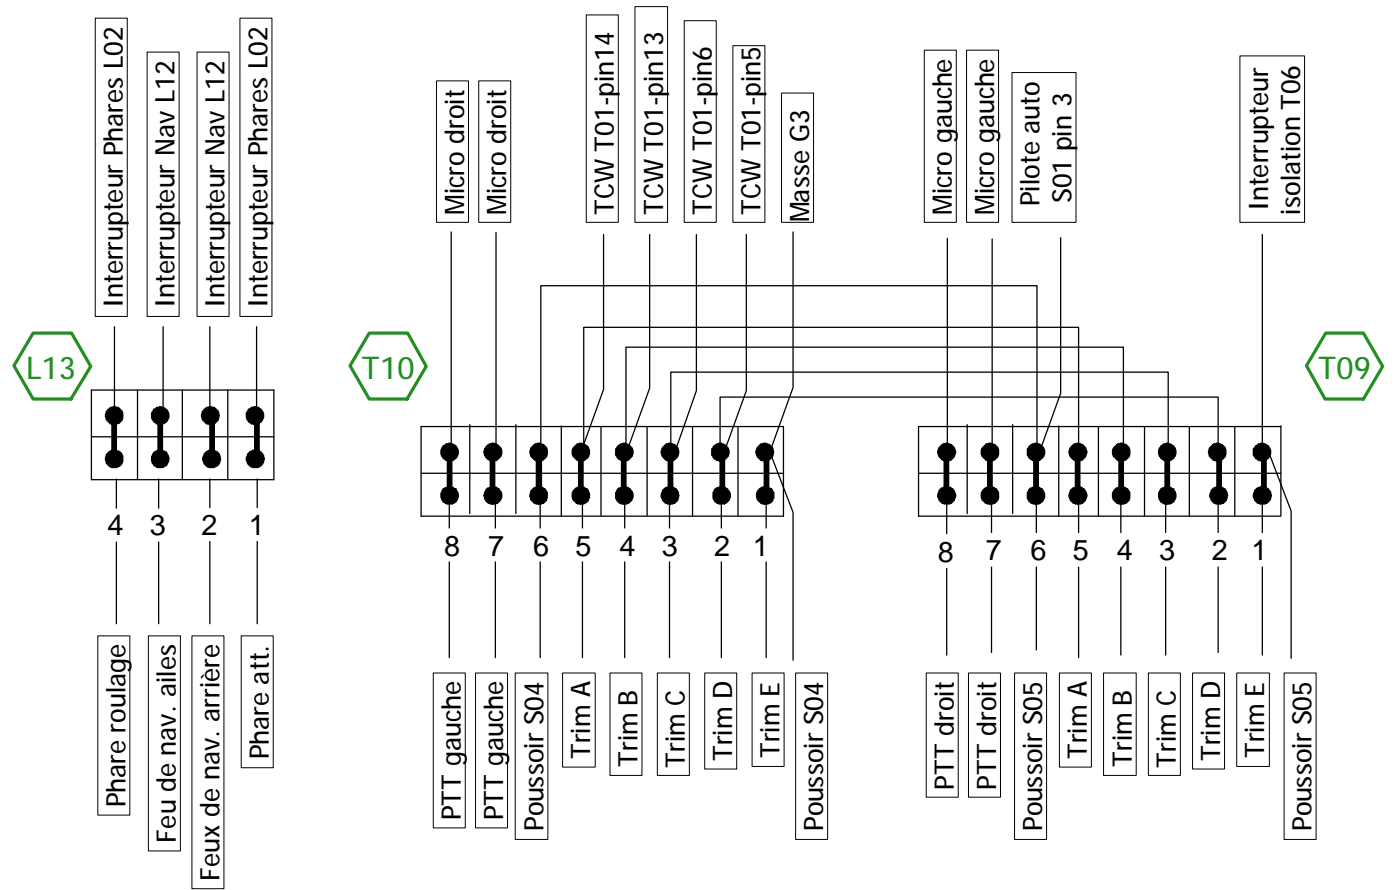 Interrupteur Phares L02
Interrupteur Nav L12
Interrupteur Nav L12
Interrupteur Phares L02
L13
4
3
2
1
Phare roulage
Feu de nav. ailes
Feux de nav. arrière
Phare att.
Micro droit
Micro droit
TCW T01-pin14
TCW T01-pin13
TCW T01-pin6
TCW T01-pin5
Masse G3
T10
8
7
6
5
4
3
2
1
PTT gauche
PTT gauche
Poussoir S04
Trim A
Trim B
Trim C
Trim D
Trim E
Poussoir S04
Micro gauche
Micro gauche
Pilote auto
S01 pin 3
Interrupteur
isolation T06
T09
8
7
6
5
4
3
2
1
PTT droit
PTT droit
Poussoir S05
Trim A
Trim B
Trim C
Trim D
Trim E
Poussoir S05